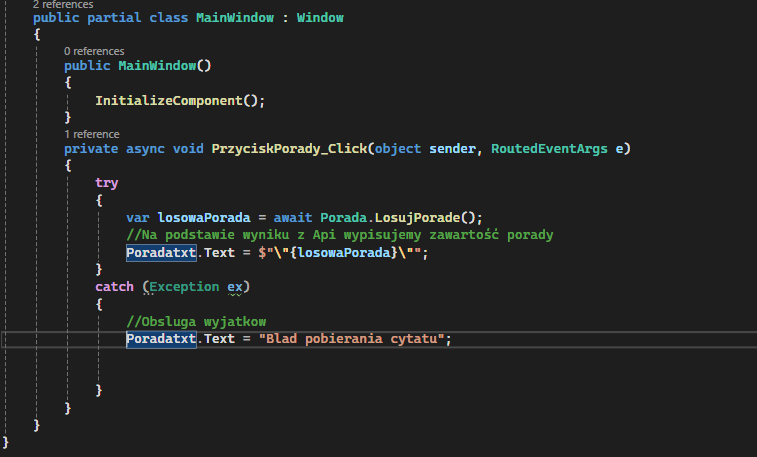 2 references
public partial class MainWindow : Window
{
0 references
public MainWindow()
{
InitializeComponent();
}
1 reference
private async void PrzyciskPorady_Click(object sender, RoutedEventArgs e)
{
try
{
var losowaPorada = await Porada.LosujPorade();
//Na podstawie wyniku z Api wypisujemy zawartość porady
Poradatxt.Text = $"\"{losowaPorada}\"";
}
catch (Exception ex)
{
//Obsluga wyjatkow
Poradatxt.Text = "Blad pobierania cytatu";
}
}
}
}